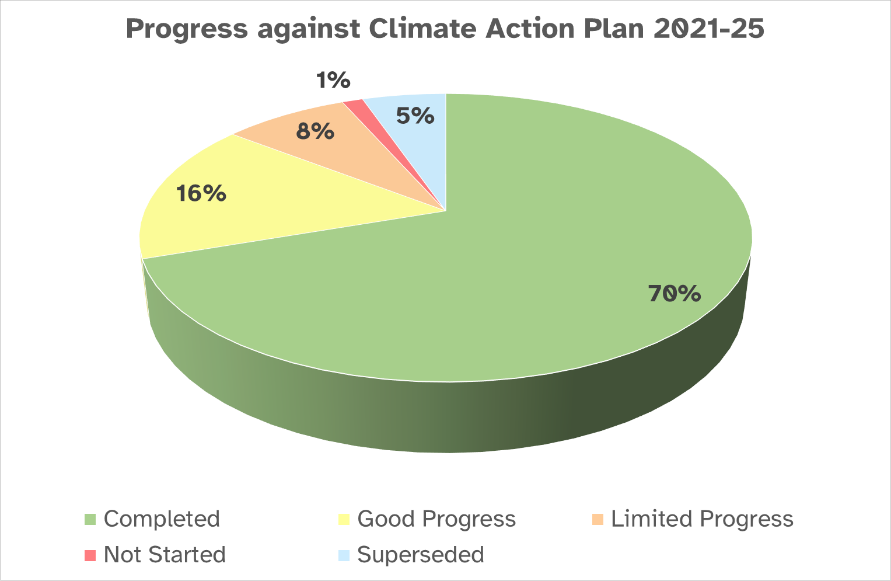 Progress against Climate Action Plan 2021-25
1%
5%
8%
16%
70%
Completed
Good Progress
Limited Progress
Not Started
Superseded